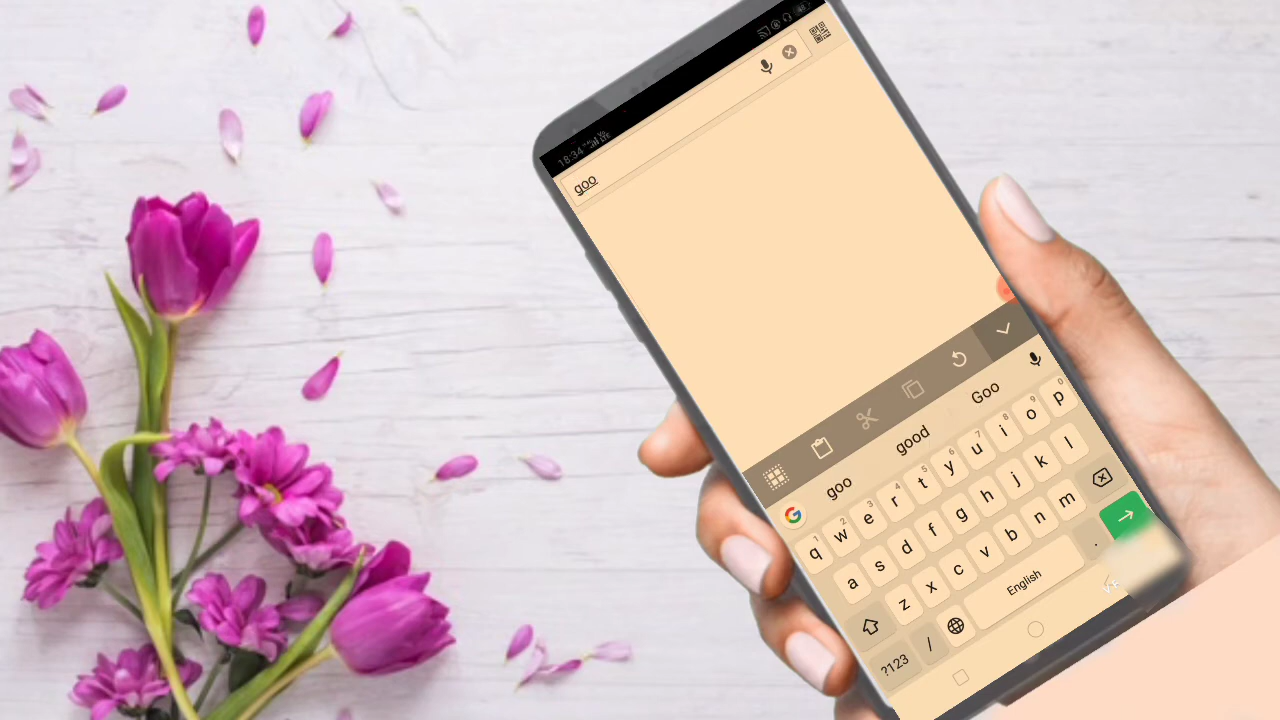 18:34
goo
goo good Goo
1 2 3 4 5 6 7 8 9 0
q w e r t y u i o p
a s d f g h j k l
z x c v b n m
?123 / English .